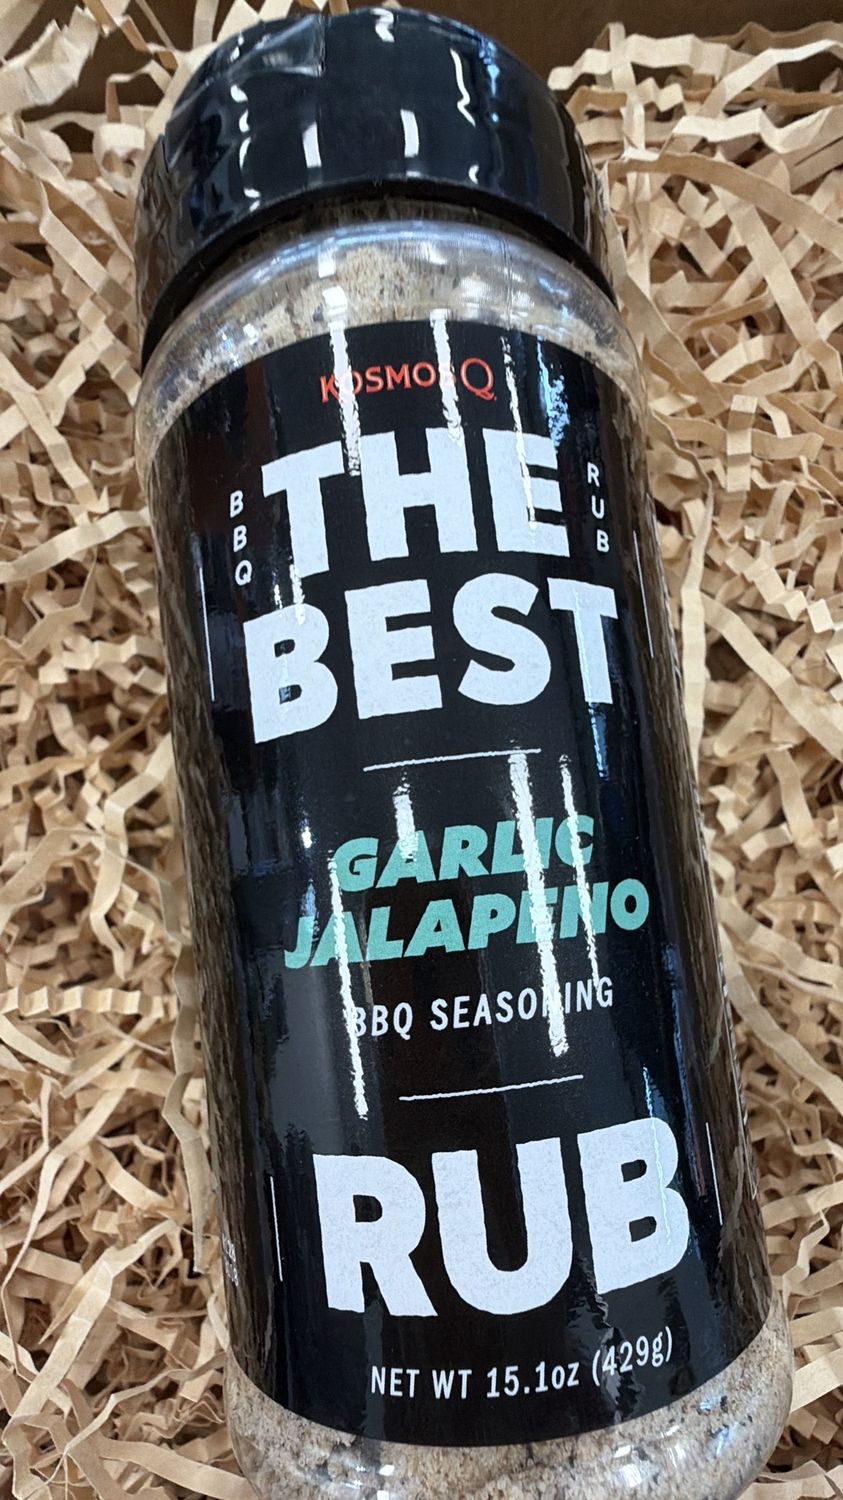 KOSMOS Q
BBQ
THE
RUB
BEST
GARLIC
JALAPENO
BBQ SEASONING
RUB
NET WT 15.1oz (429g)